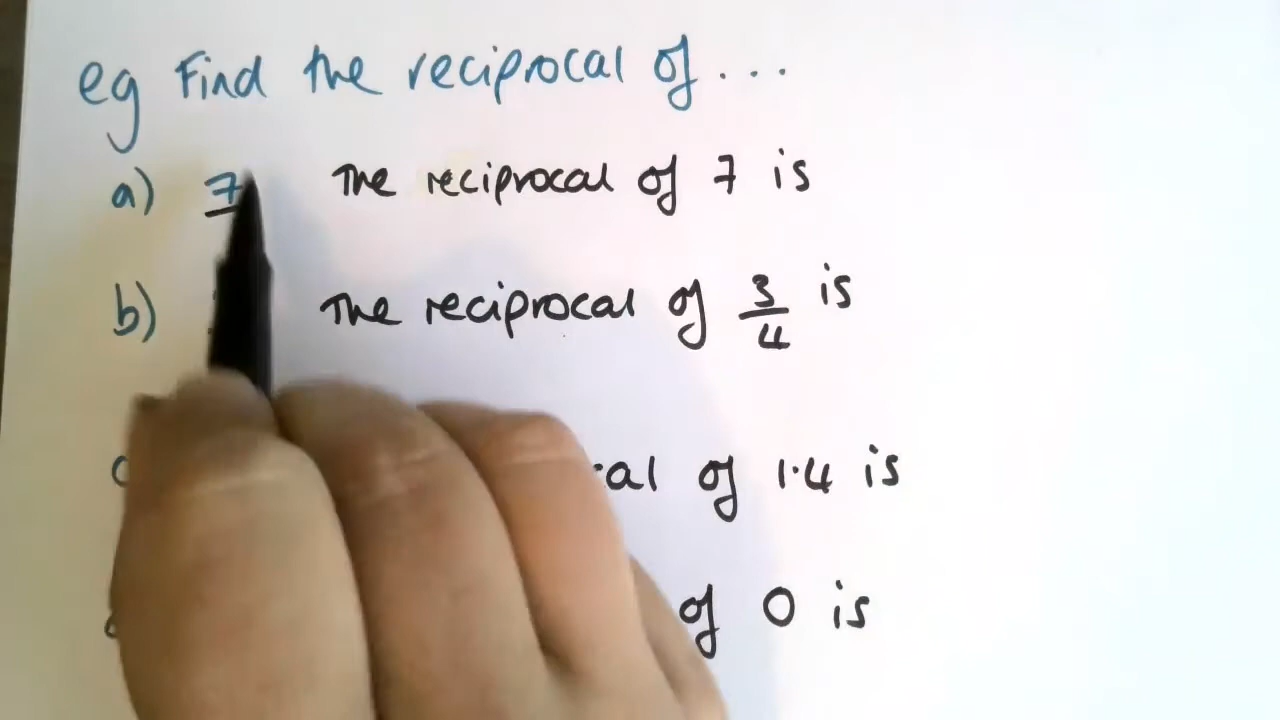 eg Find the reciprocal of...
a) 7 The reciprocal of 7 is
b) The reciprocal of 3/4 is
of 1.4 is
of 0 is